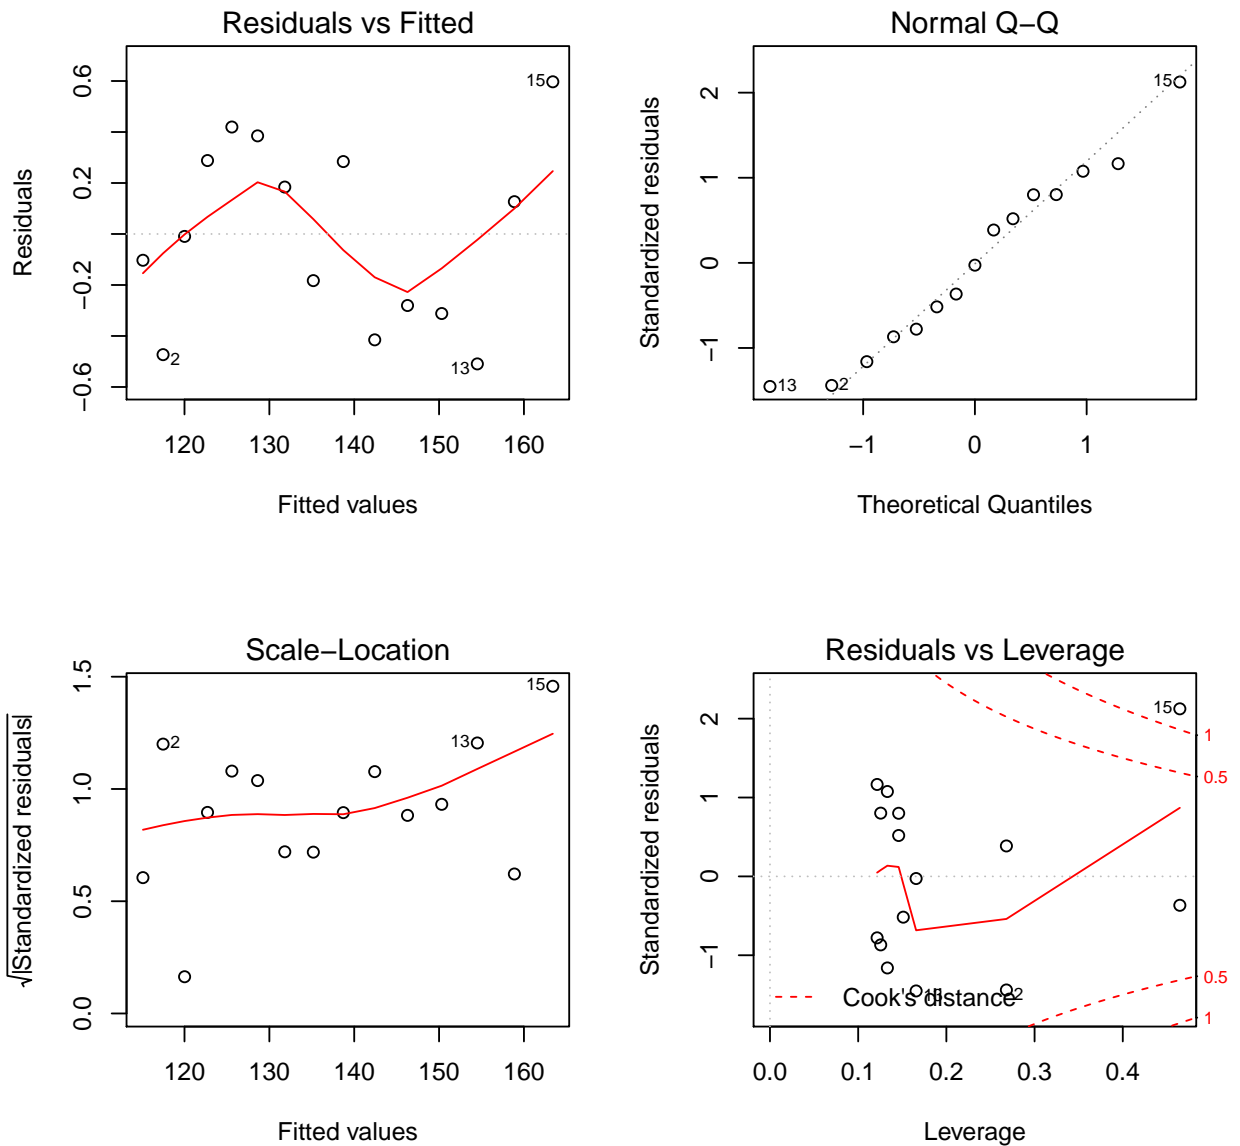 Residuals vs Fitted
0.6
0.2
−0.2
−0.6
Residuals
15
2
13
120 130 140 150 160
Fitted values
Normal Q−Q
2
1
0
−1
Standardized residuals
15
13
2
−1 0 1
Theoretical Quantiles
Scale−Location
1.5
1.0
0.5
0.0
√|Standardized residuals|
15
2
13
120 130 140 150 160
Fitted values
Residuals vs Leverage
2
1
0
−1
Standardized residuals
15
1
0.5
0.5
1
Cook's distance
13
2
0.0 0.1 0.2 0.3 0.4
Leverage